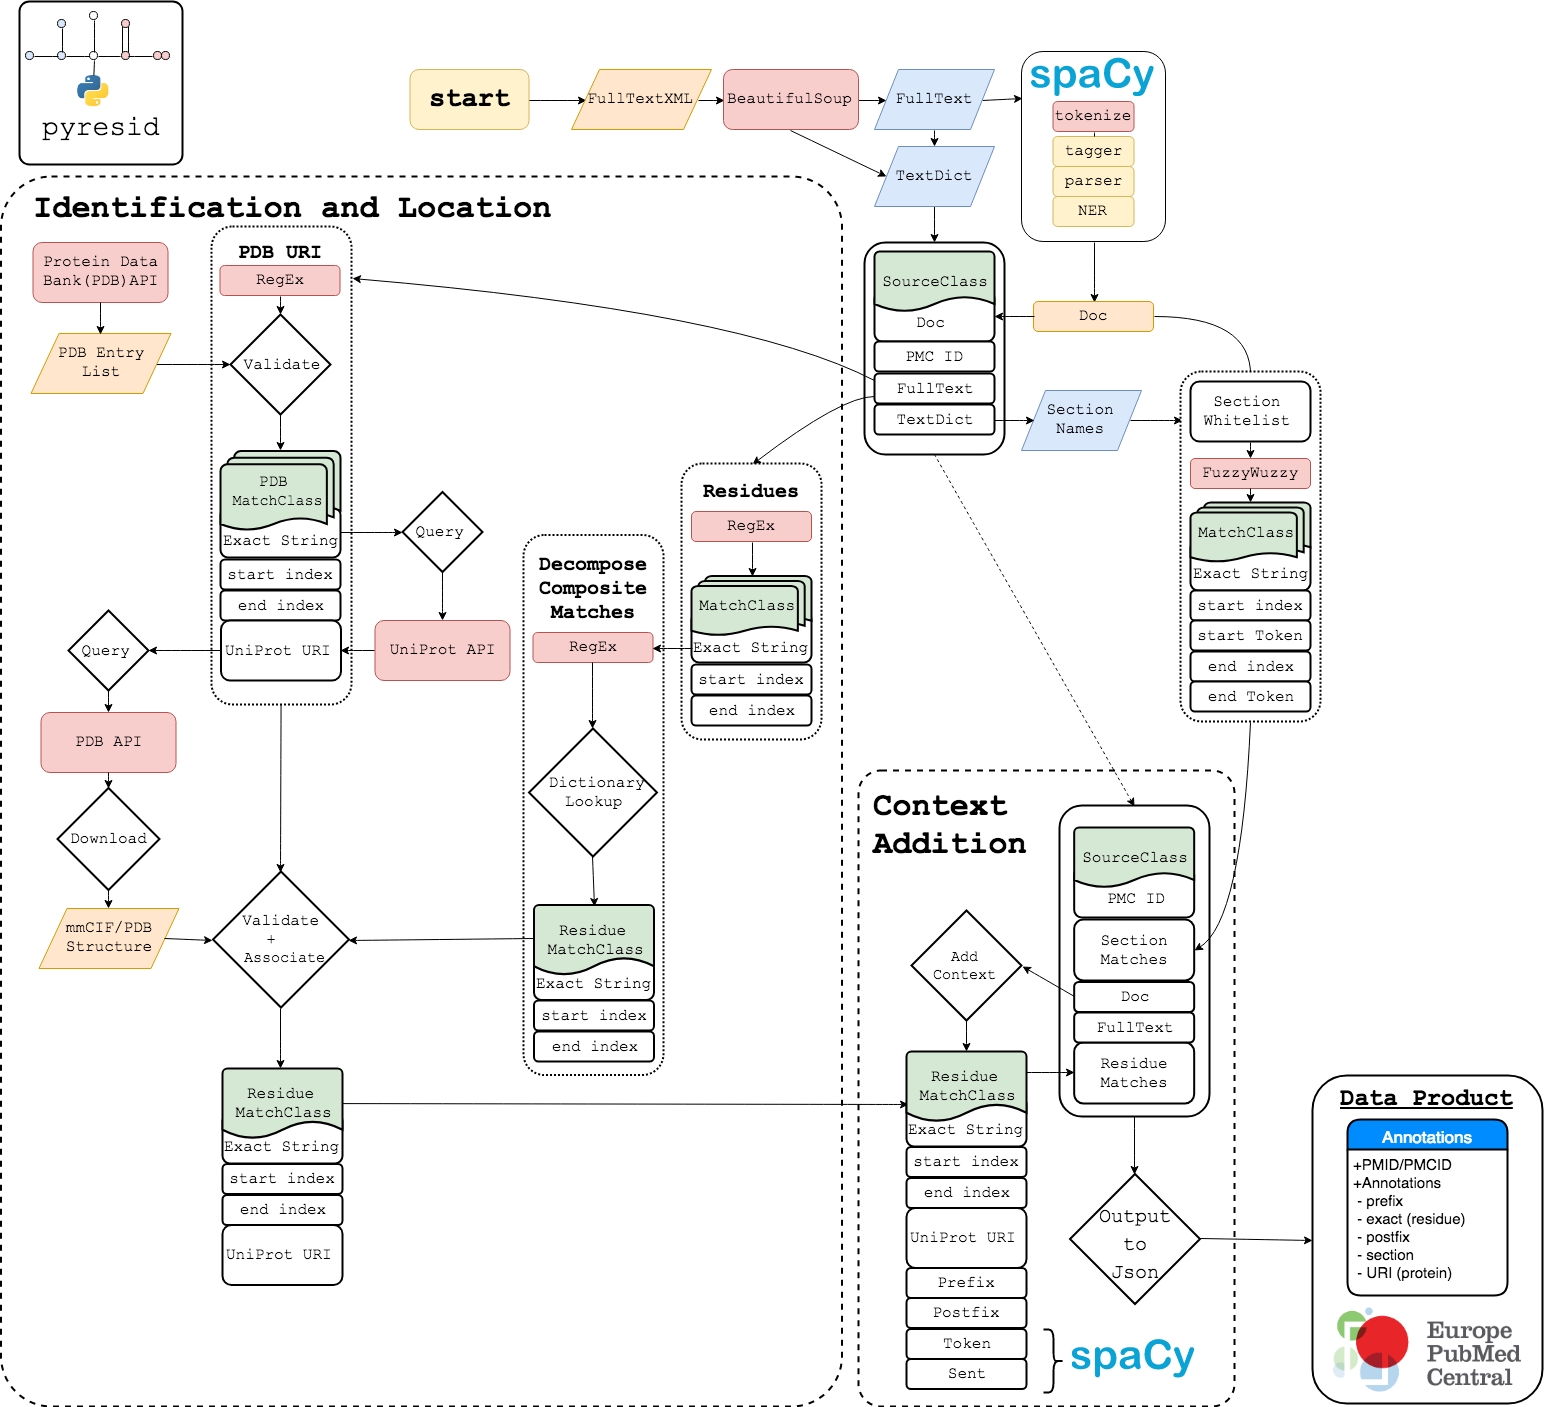 pyresid
start
FullTextXML
BeautifulSoup
FullText
TextDict
spaCy
tokenize
tagger
parser
NER
Doc
SourceClass
Doc
PMC ID
FullText
TextDict
Section
Names
Section
Whitelist
FuzzyWuzzy
MatchClass
Exact String
start index
start Token
end index
end Token
Identification and Location
Protein Data
Bank(PDB)API
PDB Entry
List
PDB URI
RegEx
Validate
PDB
MatchClass
Exact String
start index
end index
UniProt URI
Query
UniProt API
Query
PDB API
Download
mmCIF/PDB
Structure
Validate
+
Associate
Residues
RegEx
MatchClass
Exact String
start index
end index
Decompose
Composite
Matches
RegEx
Dictionary
Lookup
Residue
MatchClass
Exact String
start index
end index
Residue
MatchClass
Exact String
start index
end index
UniProt URI
Context
Addition
SourceClass
PMC ID
Section
Matches
Doc
FullText
Residue
Matches
Add
Context
Residue
MatchClass
Exact String
start index
end index
UniProt URI
Prefix
Postfix
Token
Sent
spaCy
Output
to
Json
Data Product
Annotations
+PMID/PMCID
+Annotations
- prefix
- exact (residue)
- postfix
- section
- URI (protein)
Europe
PubMed
Central